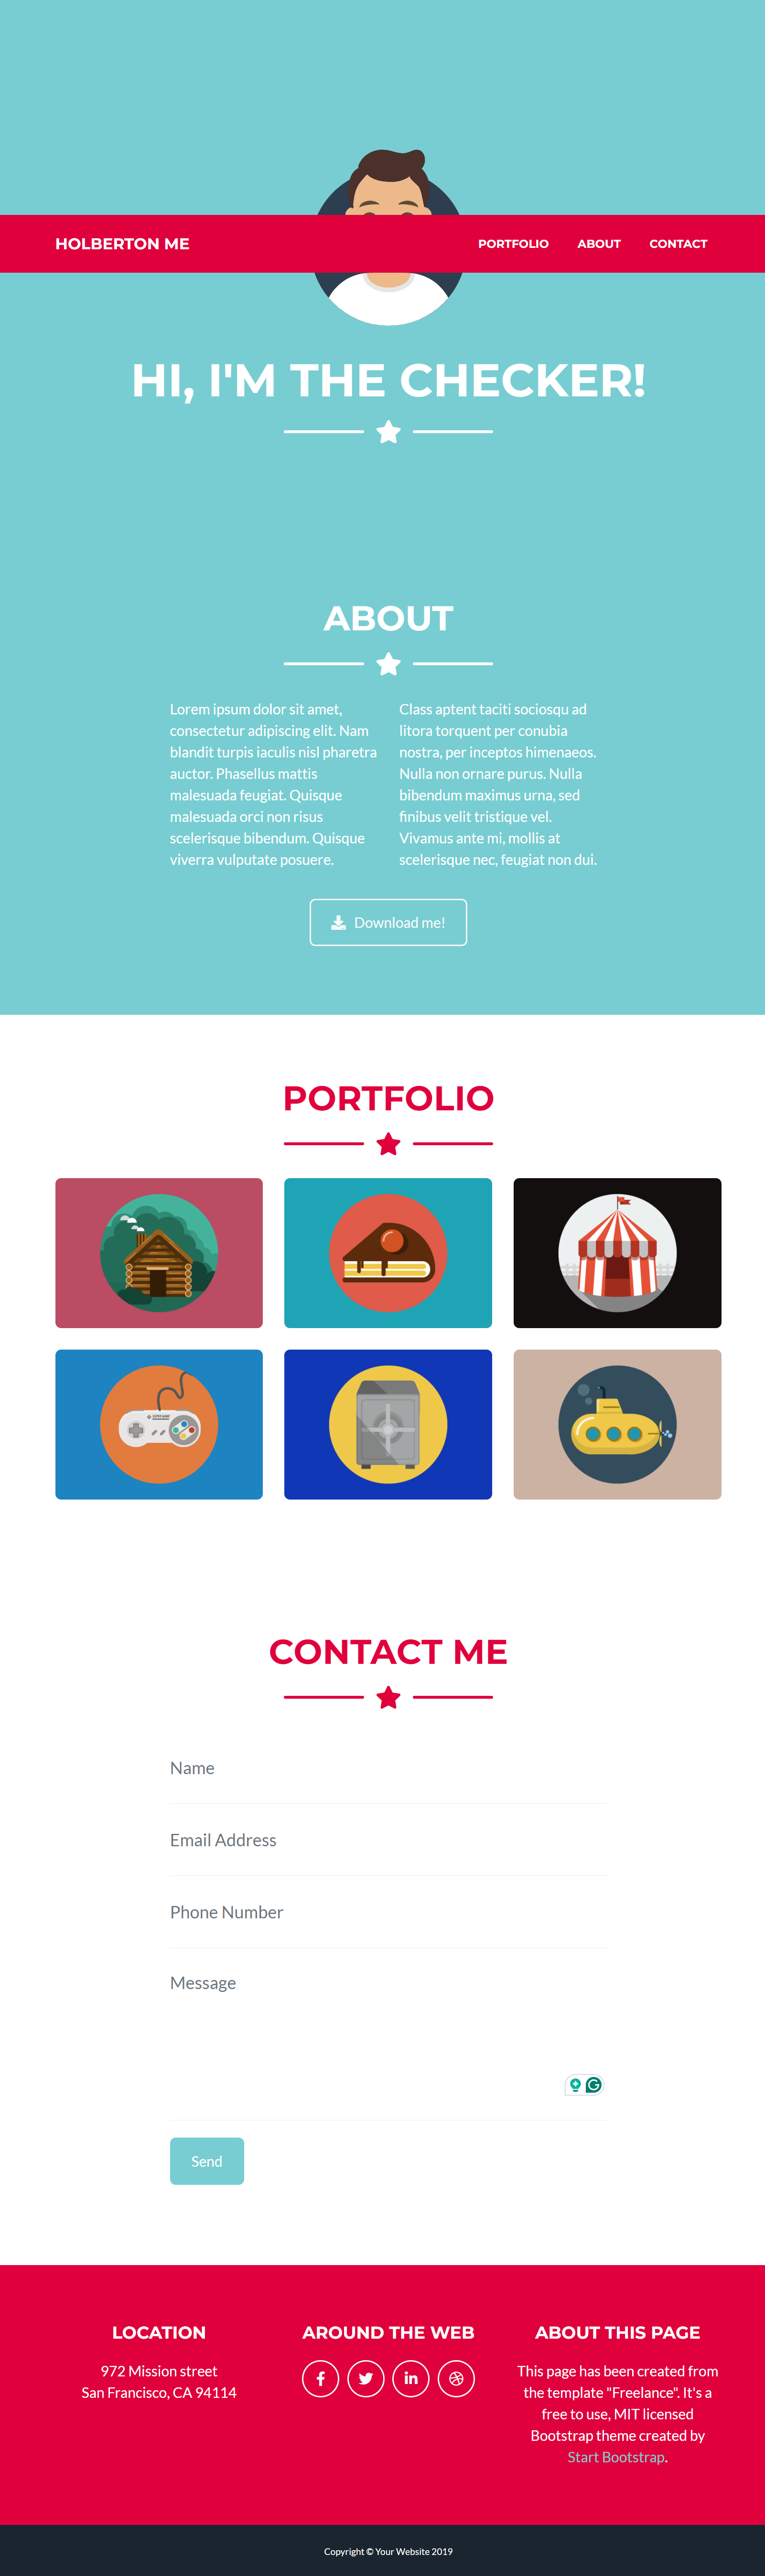 HOLBERTON ME
PORTFOLIO
ABOUT
CONTACT
HI, I'M THE CHECKER!
ABOUT
Lorem ipsum dolor sit amet,
consectetur adipiscing elit. Nam
blandit turpis iaculis nisl pharetra
auctor. Phasellus mattis
malesuada feugiat. Quisque
malesuada orci non risus
scelerisque bibendum. Quisque
viverra vulputate posuere.
Class aptent taciti sociosqu ad
litora torquent per conubia
nostra, per inceptos himenaeos.
Nulla non ornare purus. Nulla
bibendum maximus urna, sed
finibus velit tristique vel.
Vivamus ante mi, mollis at
scelerisque nec, feugiat non dui.
Download me!
PORTFOLIO
CONTACT ME
Name
Email Address
Phone Number
Message
Send
LOCATION
972 Mission street
San Francisco, CA 94114
AROUND THE WEB
ABOUT THIS PAGE
This page has been created from
the template "Freelance". It's a
free to use, MIT licensed
Bootstrap theme created by
Start Bootstrap.
Copyright © Your Website 2019